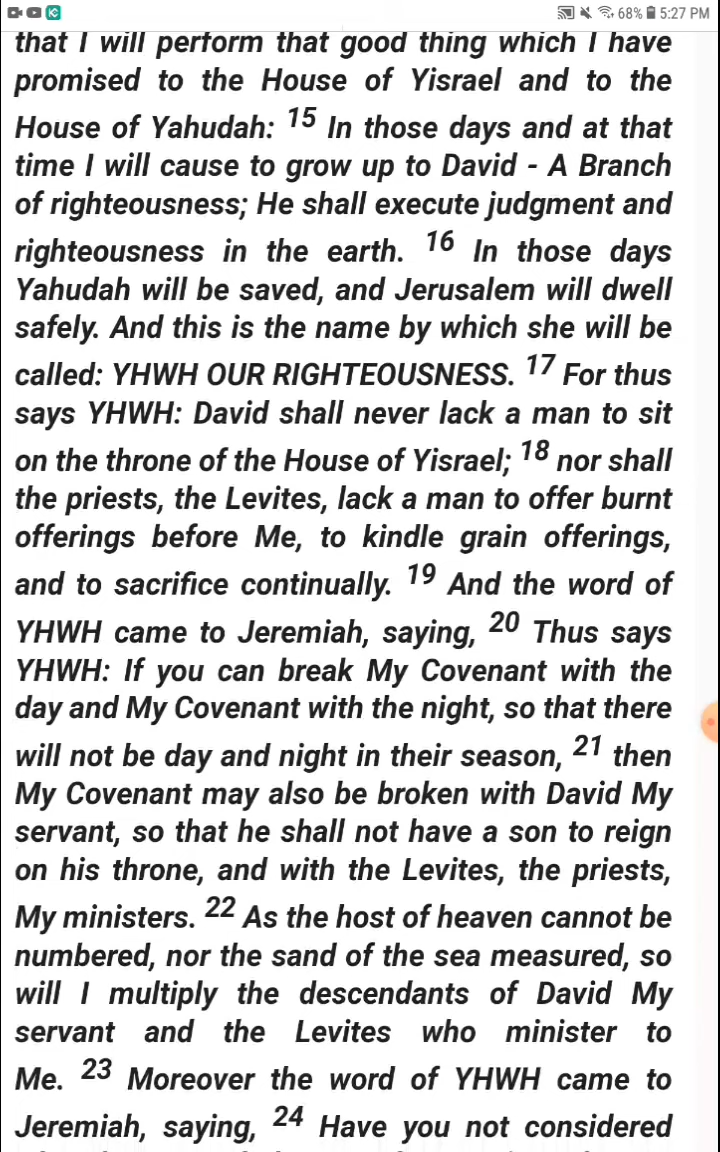 68% 5:27 PM
that I will perform that good thing which I have
promised to the House of Yisrael and to the
House of Yahudah: 15 In those days and at that
time I will cause to grow up to David - A Branch
of righteousness; He shall execute judgment and
righteousness in the earth. 16 In those days
Yahudah will be saved, and Jerusalem will dwell
safely. And this is the name by which she will be
called: YHWH OUR RIGHTEOUSNESS. 17 For thus
says YHWH: David shall never lack a man to sit
on the throne of the House of Yisrael; 18 nor shall
the priests, the Levites, lack a man to offer burnt
offerings before Me, to kindle grain offerings,
and to sacrifice continually. 19 And the word of
YHWH came to Jeremiah, saying, 20 Thus says
YHWH: If you can break My Covenant with the
day and My Covenant with the night, so that there
will not be day and night in their season, 21 then
My Covenant may also be broken with David My
servant, so that he shall not have a son to reign
on his throne, and with the Levites, the priests,
My ministers. 22 As the host of heaven cannot be
numbered, nor the sand of the sea measured, so
will I multiply the descendants of David My
servant and the Levites who minister to
Me. 23 Moreover the word of YHWH came to
Jeremiah, saying, 24 Have you not considered